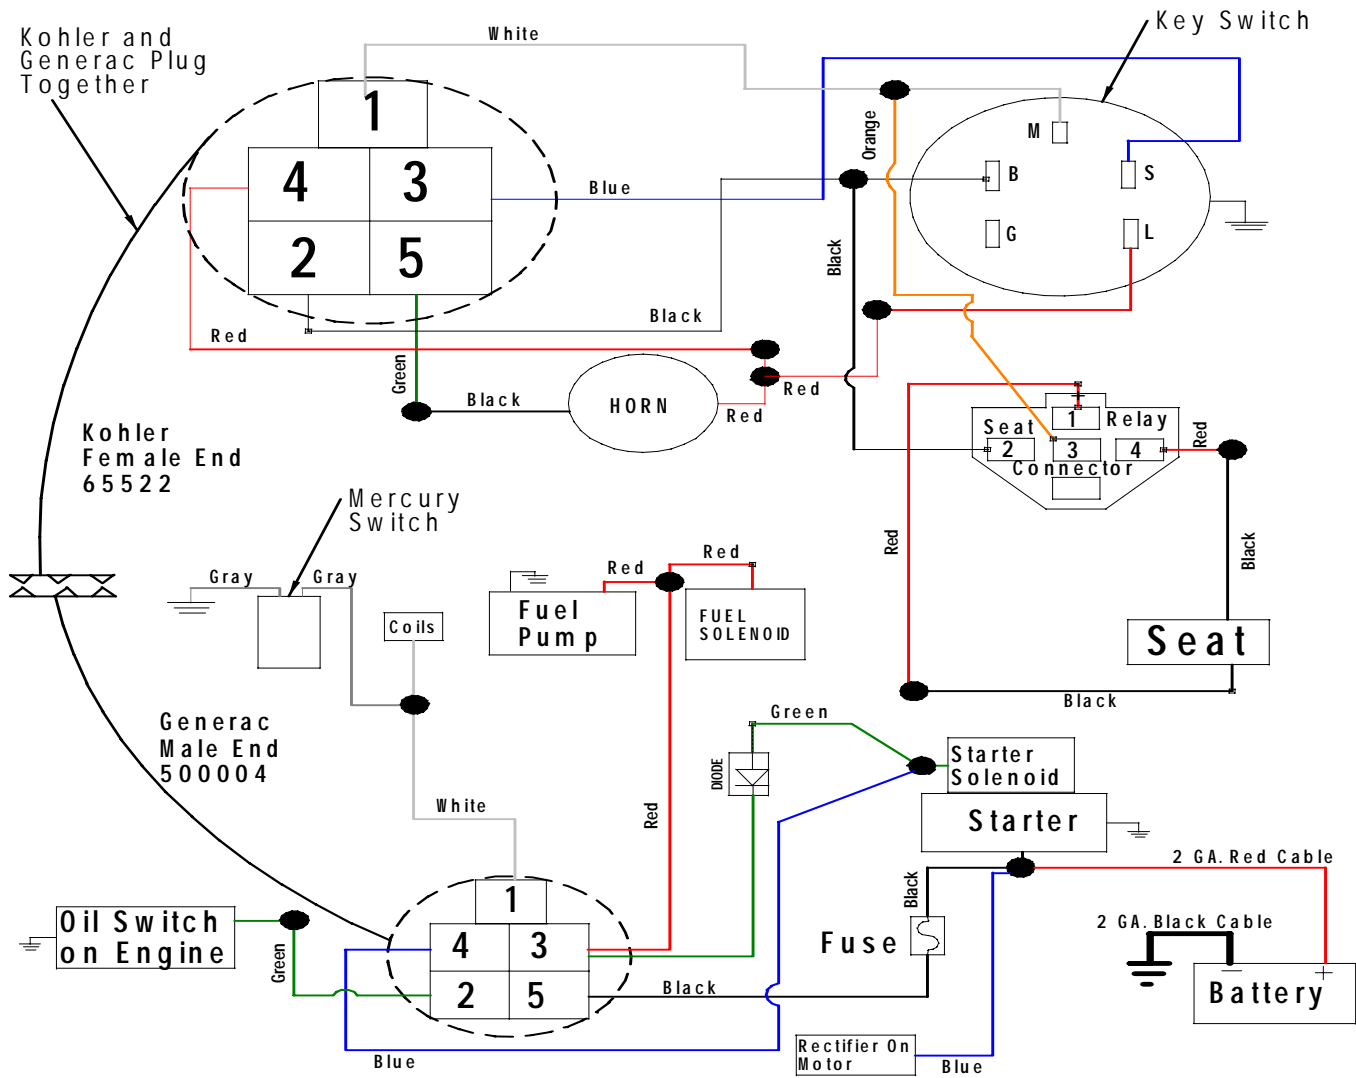 Key Switch
Kohler and
Generac Plug
Together
White
1
M
Orange
4
3
Blue
B
S
2
5
G
L
Black
Black
Red
Green
Black
HORN
Red
Red
1
Relay
Seat
2
3
4
Red
Connector
Kohler
Female End
65522
Mercury
Switch
Red
Black
Gray
Gray
Red
Red
Coils
Fuel
Pump
FUEL
SOLENOID
Seat
Black
Generac
Male End
500004
Green
DIODE
Starter
Solenoid
White
Red
Starter
2 GA. Red Cable
Black
1
Oil Switch
on Engine
Green
4
3
2
5
Fuse
2 GA. Black Cable
Black
Battery
− +
Blue
Rectifier On
Motor
Blue